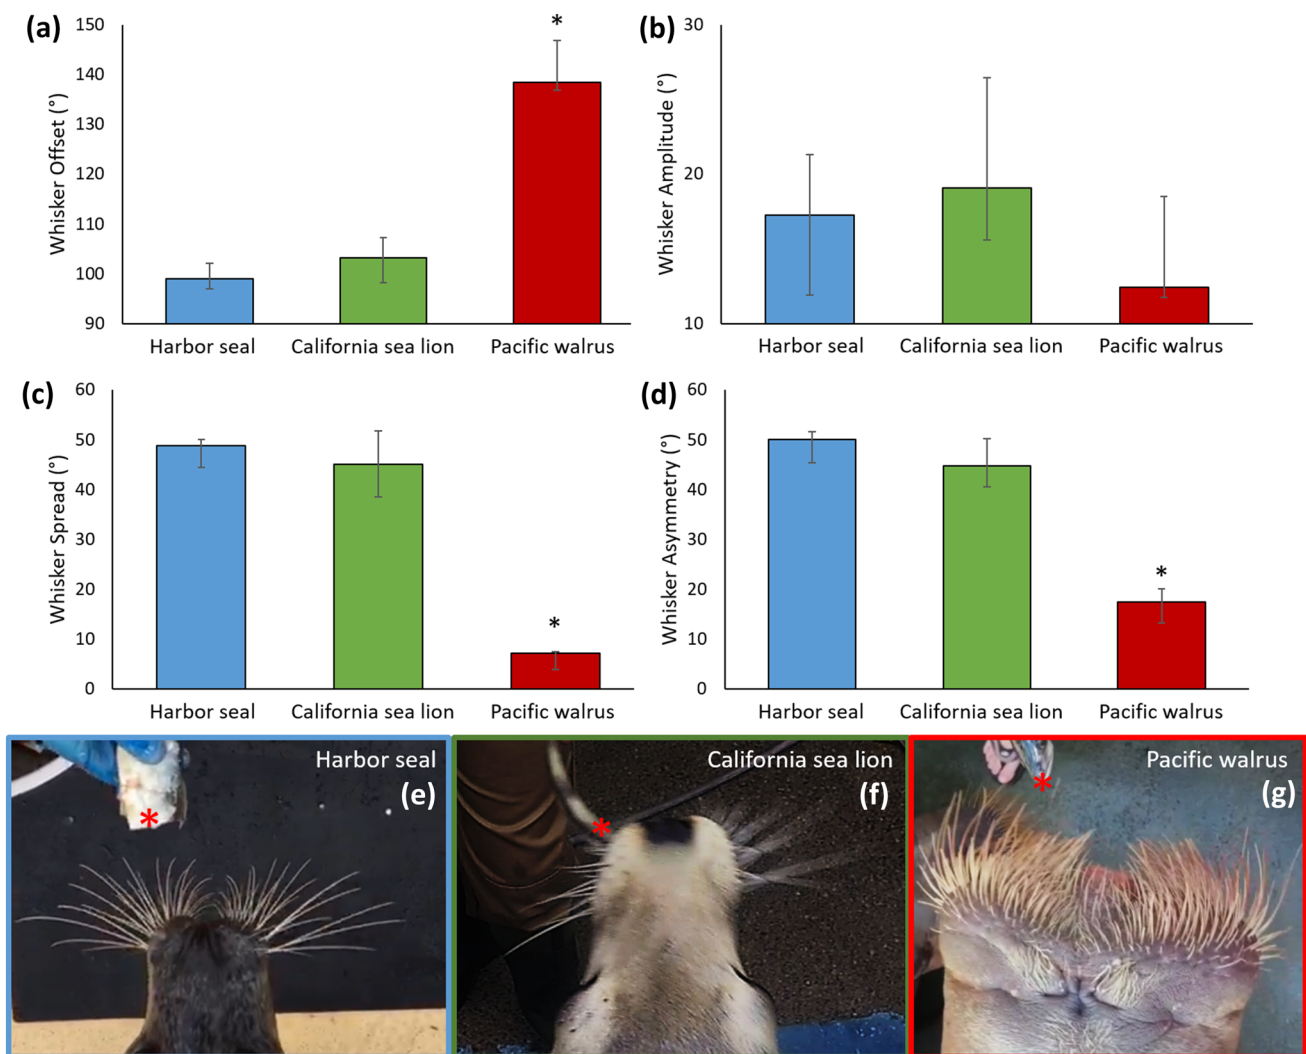 (a)
Whisker Offset (°)
150
140
130
120
110
100
90
*
Harbor seal
California sea lion
Pacific walrus
(b)
Whisker Amplitude (°)
30
20
10
Harbor seal
California sea lion
Pacific walrus
(c)
Whisker Spread (°)
60
50
40
30
20
10
0
*
Harbor seal
California sea lion
Pacific walrus
(d)
Whisker Asymmetry (°)
60
50
40
30
20
10
0
*
Harbor seal
California sea lion
Pacific walrus
Harbor seal
(e)
*
California sea lion
(f)
*
Pacific walrus
(g)
*